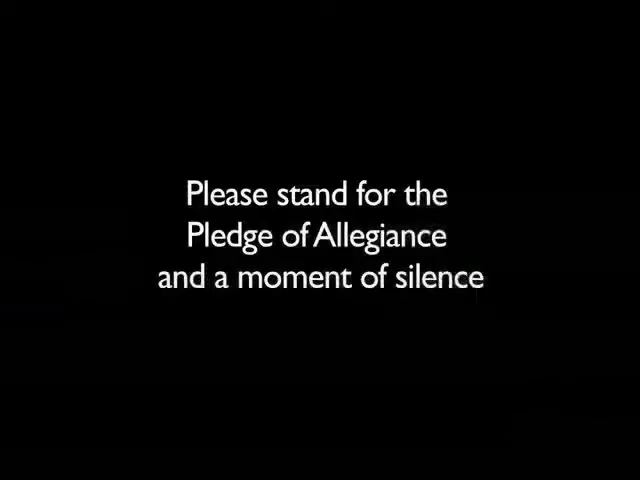 Please stand for the
Pledge of Allegiance
and a moment of silence